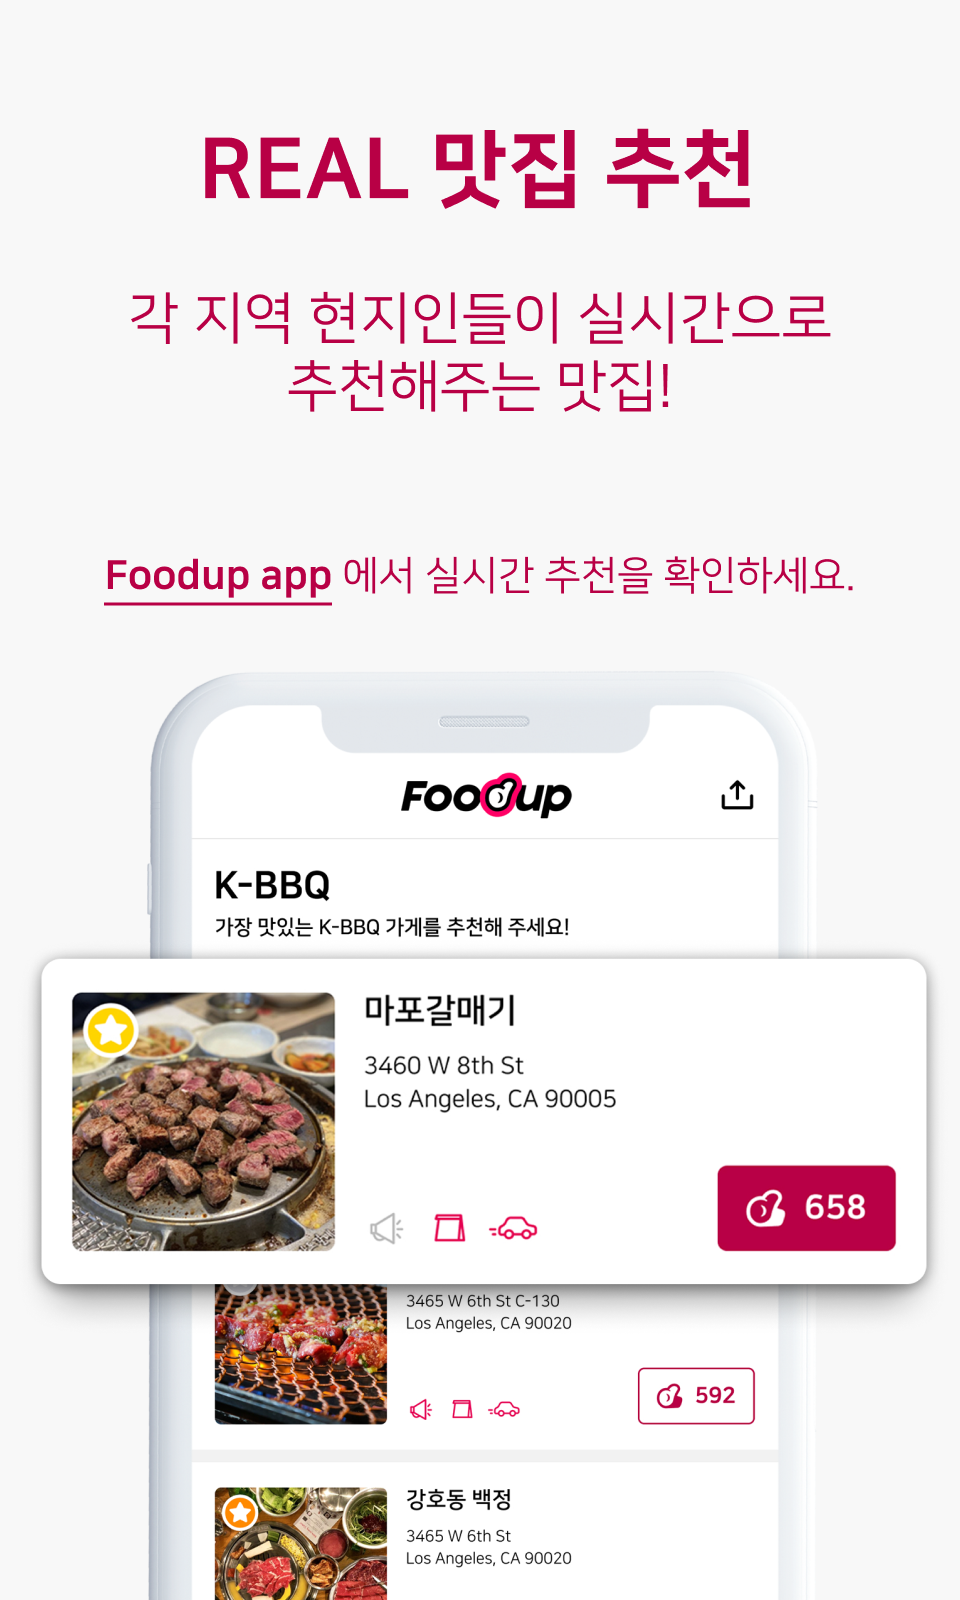 REAL 맛집 추천
각 지역 현지인들이 실시간으로
추천해주는 맛집!
Foodup app 에서 실시간 추천을 확인하세요.
Foodup
K-BBQ
가장 맛있는 K-BBQ 가게를 추천해 주세요!
마포갈매기
3460 W 8th St
Los Angeles, CA 90005
658
3465 W 6th St C-130
Los Angeles, CA 90020
592
강호동 백정
3465 W 6th St
Los Angeles, CA 90020